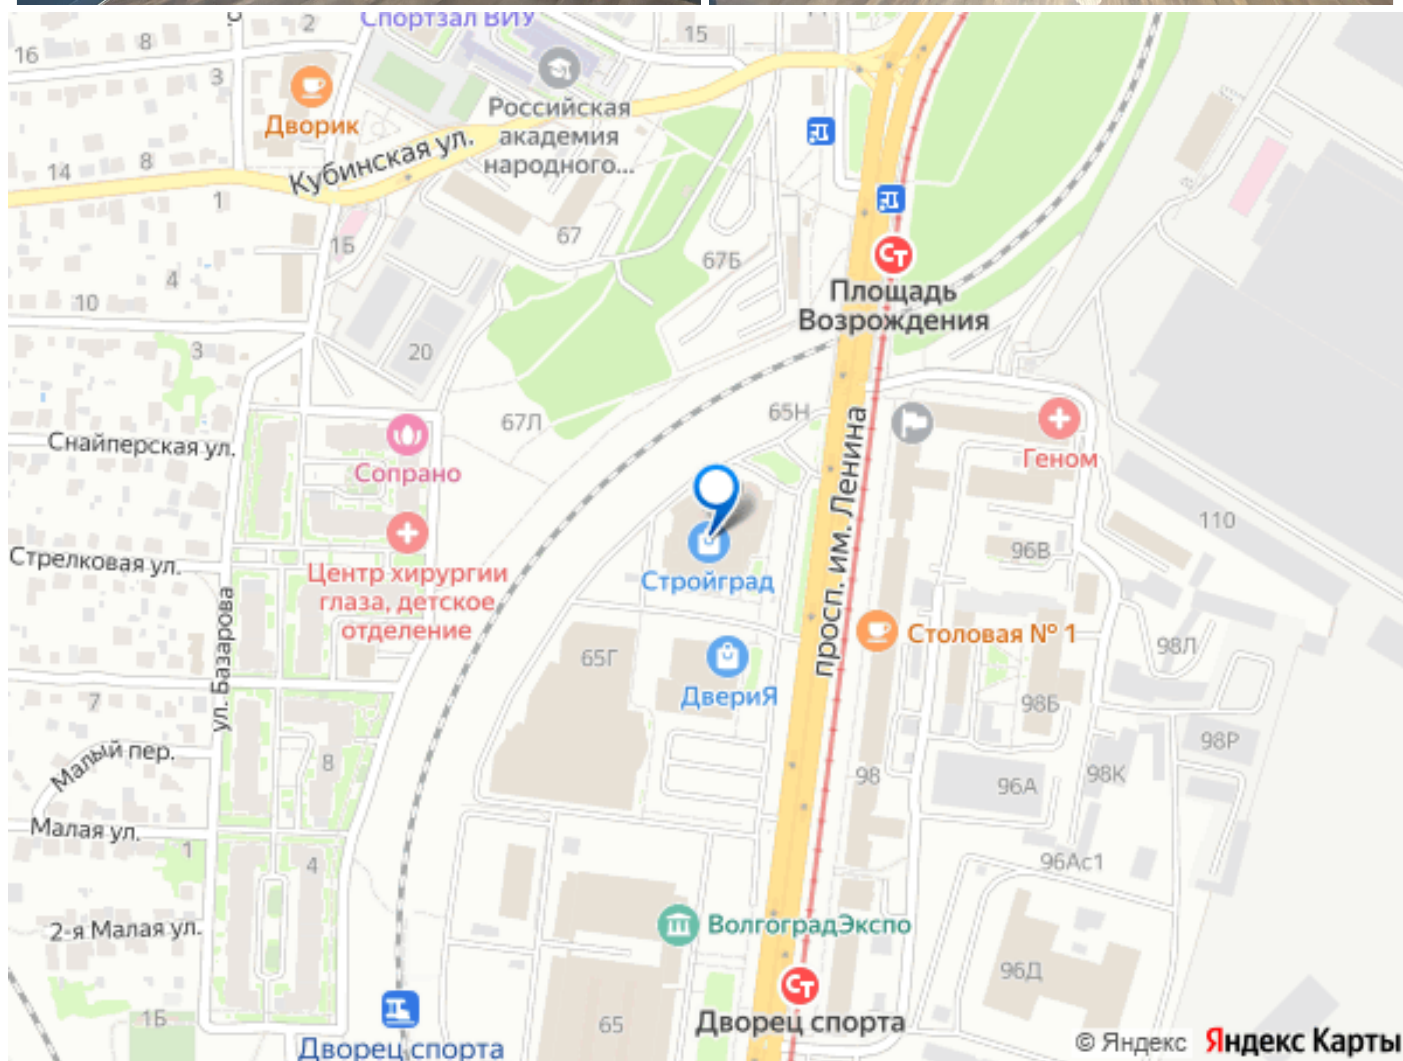 Спортзал ВИУ
2
8
16
15
3
Дворик
Российская
академия
народного...
Кубинская ул.
14
8
1
1Б
67
67Б
4
10
Площадь
Возрождения
3
20
67Л
65Н
Снайперская ул.
Сопрано
просп. им. Ленина
Геном
110
Стрелковая ул.
Центр хирургии
глаза, детское
отделение
Стройград
96В
ул. Базарова
65Г
ДвериЯ
Столовая № 1
98Л
98Б
7
Малый пер.
8
98
96А
98К
98Р
Малая ул.
1
4
96Ас1
2-я Малая ул.
ВолгоградЭкспо
96Д
1Б
65
Дворец спорта
Дворец спорта
© Яндекс Яндекс Карты